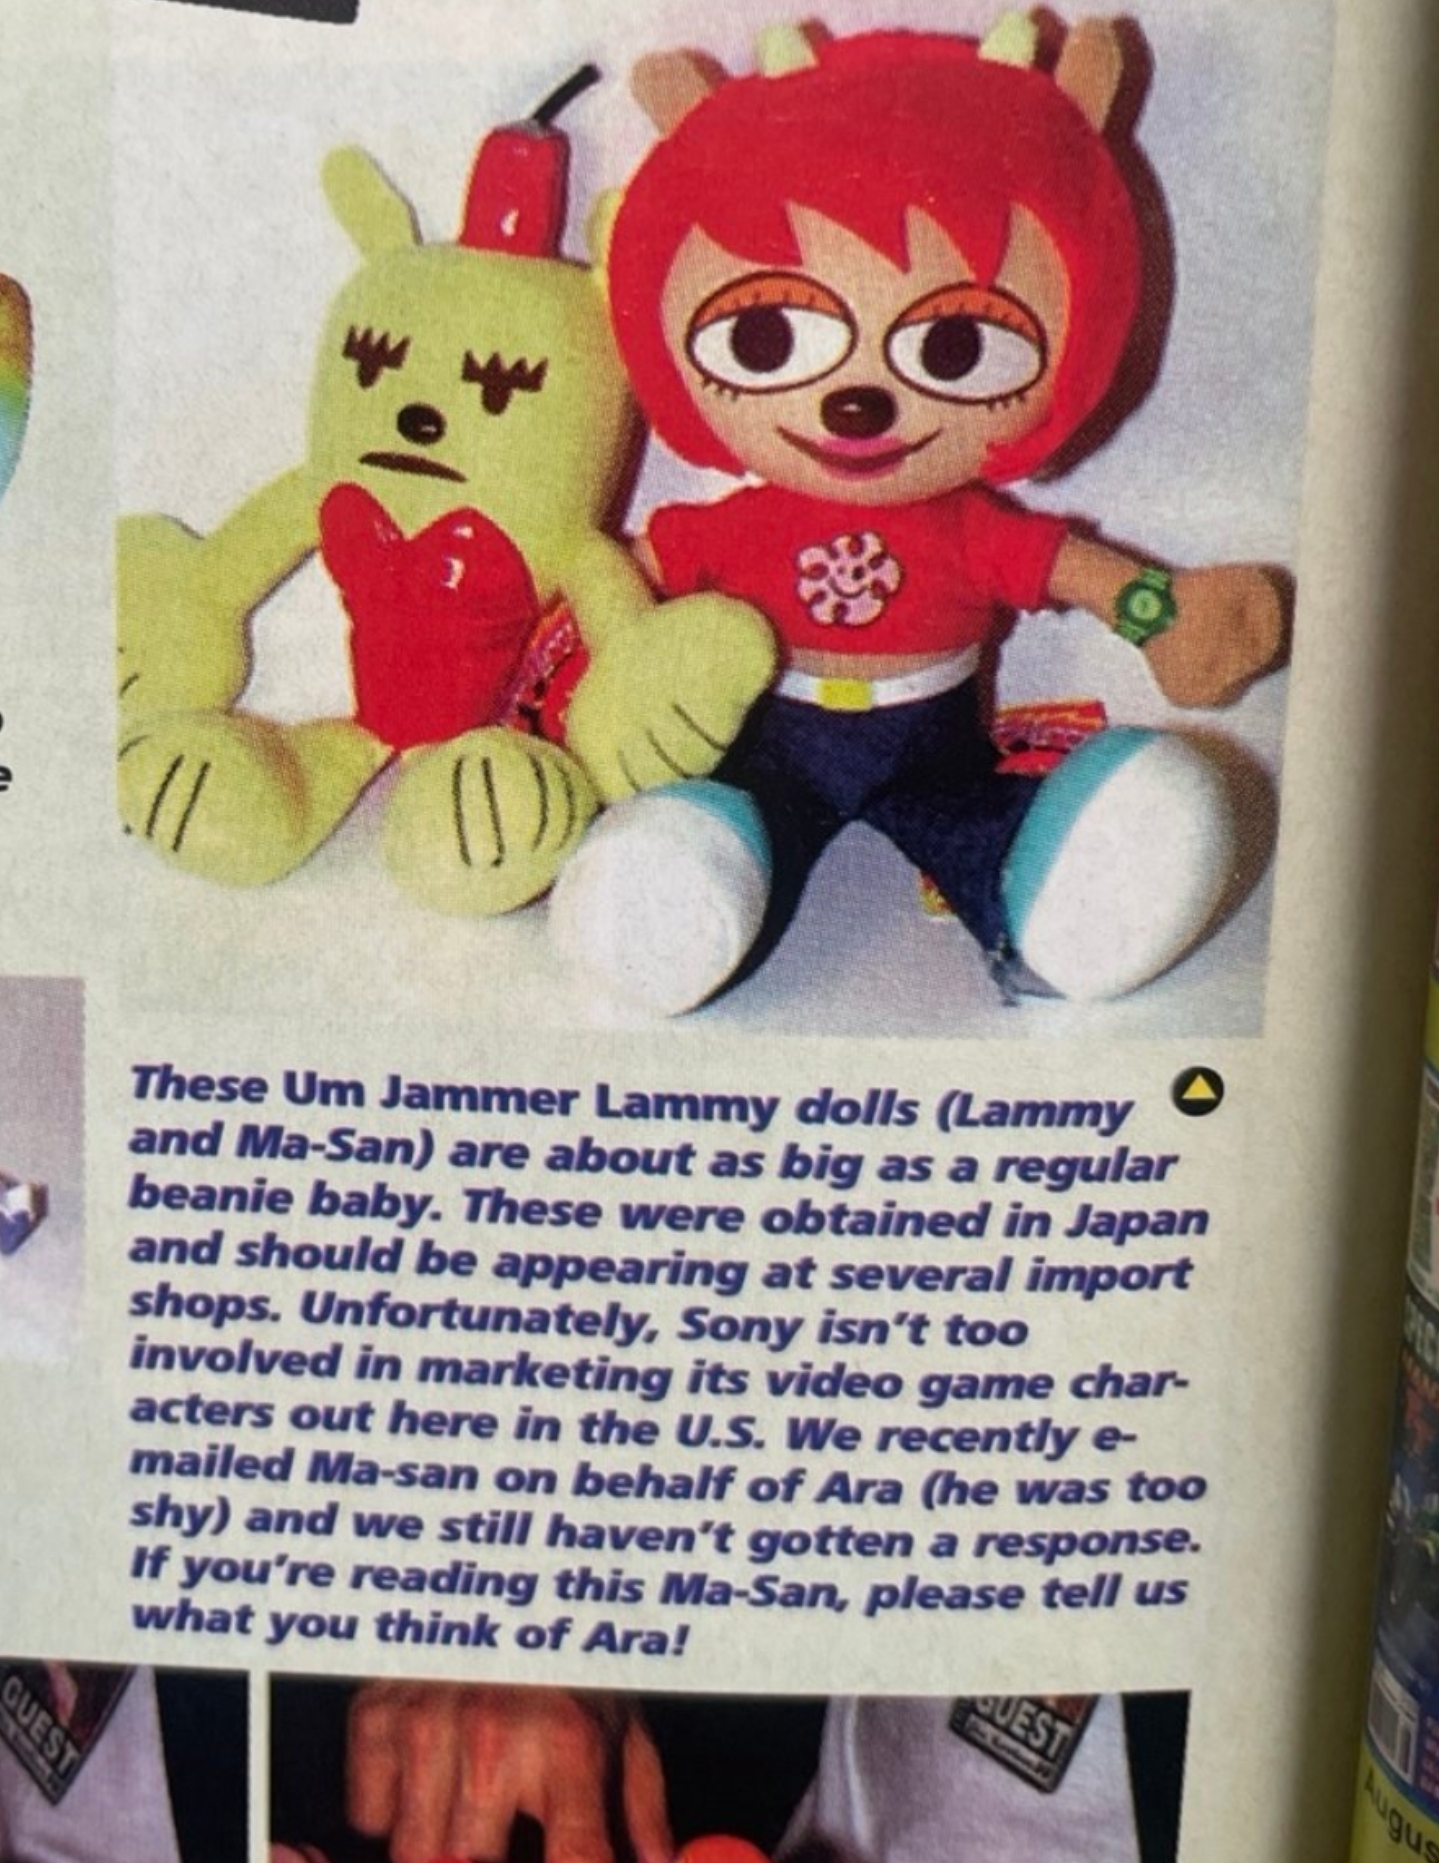 These Um Jammer Lammy dolls (Lammy
and Ma-San) are about as big as a regular
beanie baby. These were obtained in Japan
and should be appearing at several import
shops. Unfortunately, Sony isn't too
involved in marketing its video game char-
acters out here in the U.S. We recently e-
mailed Ma-san on behalf of Ara (he was too
shy) and we still haven't gotten a response.
If you're reading this Ma-San, please tell us
what you think of Ara!
GUEST
GUEST